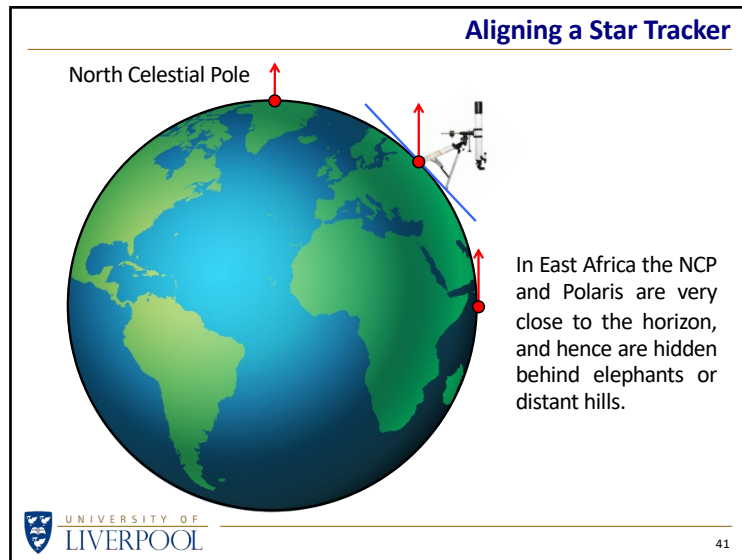 Aligning a Star Tracker
North Celestial Pole
In East Africa the NCP
and Polaris are very
close to the horizon,
and hence are hidden
behind elephants or
distant hills.
UNIVERSITY OF
LIVERPOOL
41